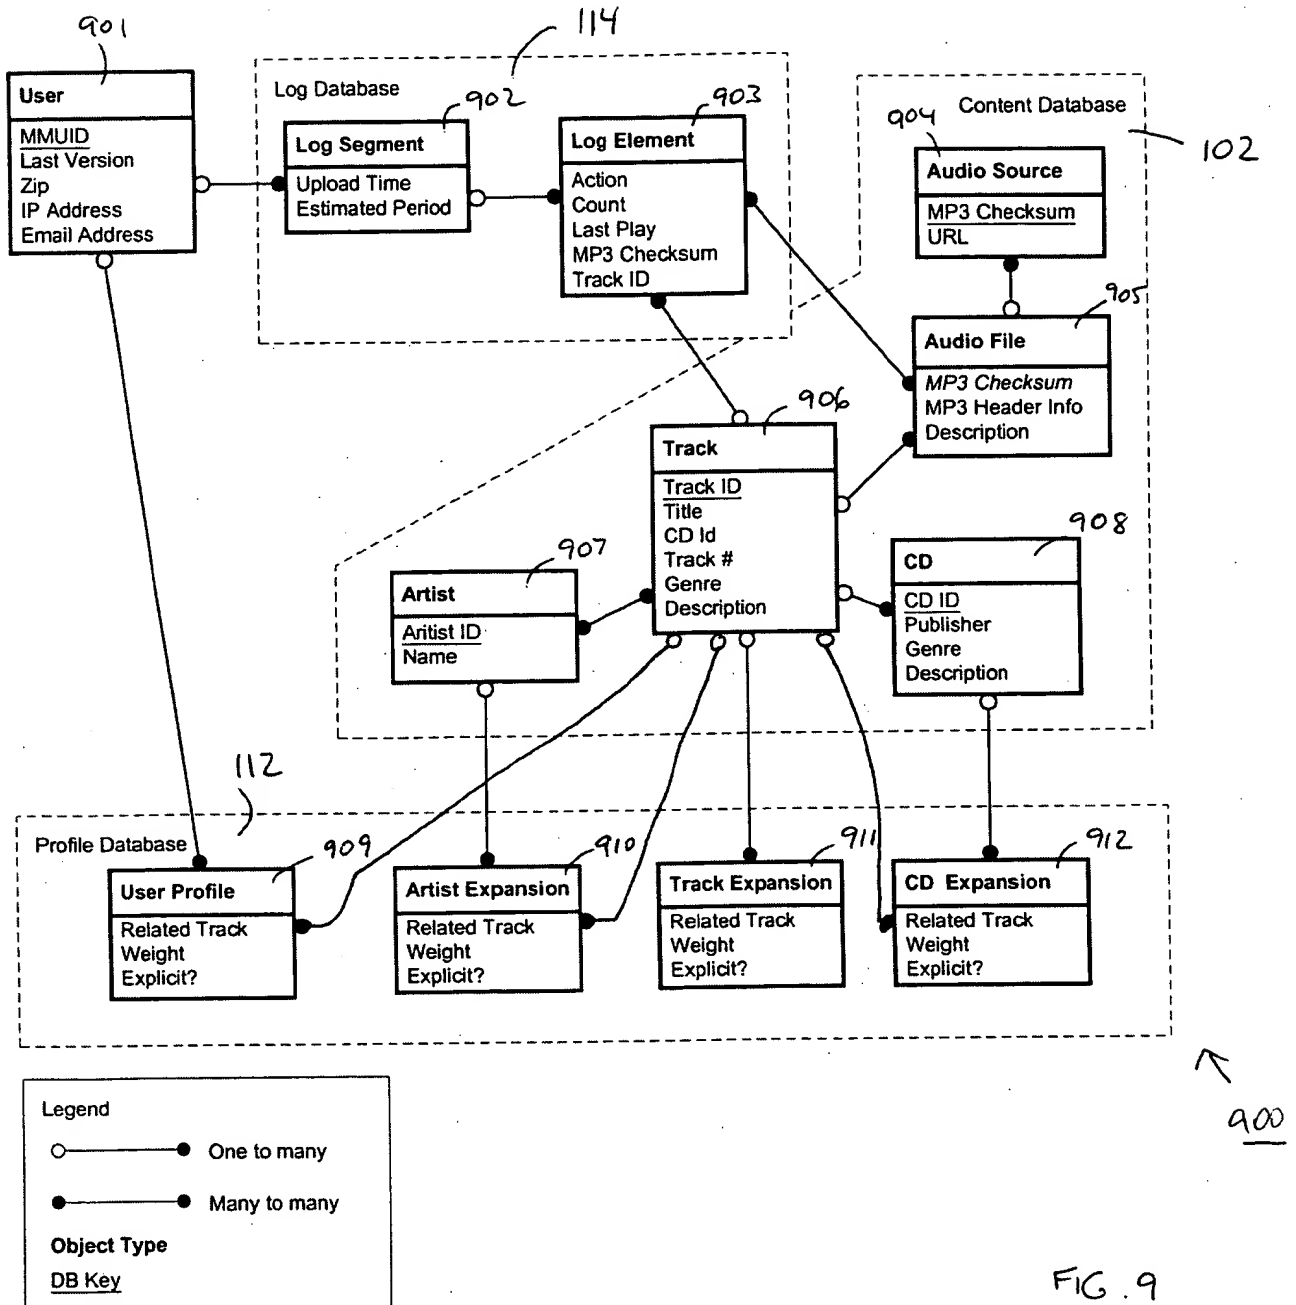 901
114
User
MMUID
Last Version
Zip
IP Address
Email Address
Log Database
902
Log Segment
Upload Time
Estimated Period
903
Log Element
Action
Count
Last Play
MP3 Checksum
Track ID
Content Database
102
904
Audio Source
MP3 Checksum
URL
905
Audio File
MP3 Checksum
MP3 Header Info
Description
906
Track
Track ID
Title
CD Id
Track #
Genre
Description
907
Artist
Aritist ID
Name
908
CD
CD ID
Publisher
Genre
Description
112
Profile Database
909
User Profile
Related Track
Weight
Explicit?
910
Artist Expansion
Related Track
Weight
Explicit?
911
Track Expansion
Related Track
Weight
Explicit?
912
CD Expansion
Related Track
Weight
Explicit?
900
Legend
One to many
Many to many
Object Type
DB Key
FIG. 9